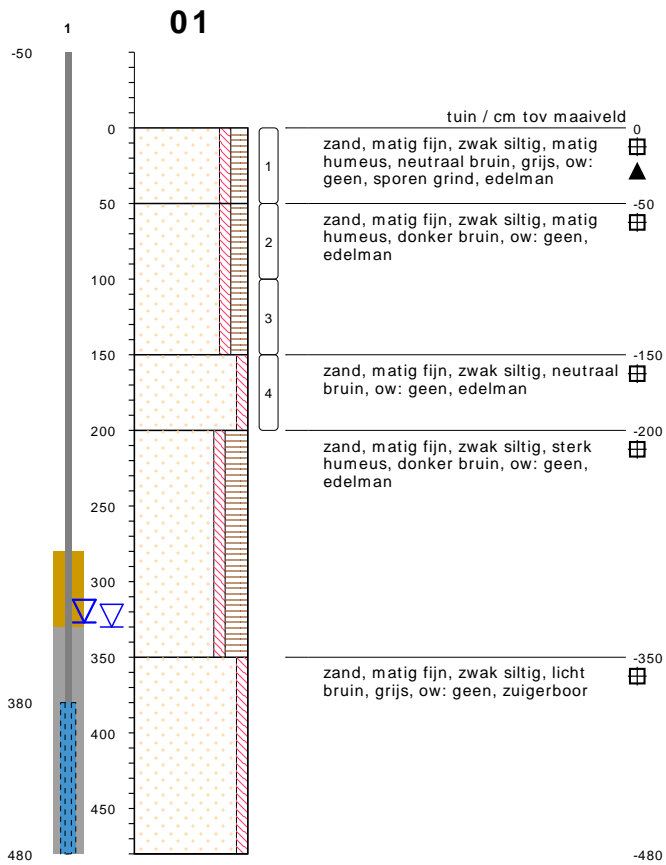 01
1
-50
tuin / cm tov maaiveld
0
0
zand, matig fijn, zwak siltig, matig
humeus, neutraal bruin, grijs, ow:
geen, sporen grind, edelman
1
50
-50
zand, matig fijn, zwak siltig, matig
humeus, donker bruin, ow: geen,
edelman
2
100
3
150
-150
zand, matig fijn, zwak siltig, neutraal
bruin, ow: geen, edelman
4
200
-200
zand, matig fijn, zwak siltig, sterk
humeus, donker bruin, ow: geen,
edelman
250
300
350
-350
zand, matig fijn, zwak siltig, licht
bruin, grijs, ow: geen, zuigerboor
380
400
450
480
-480